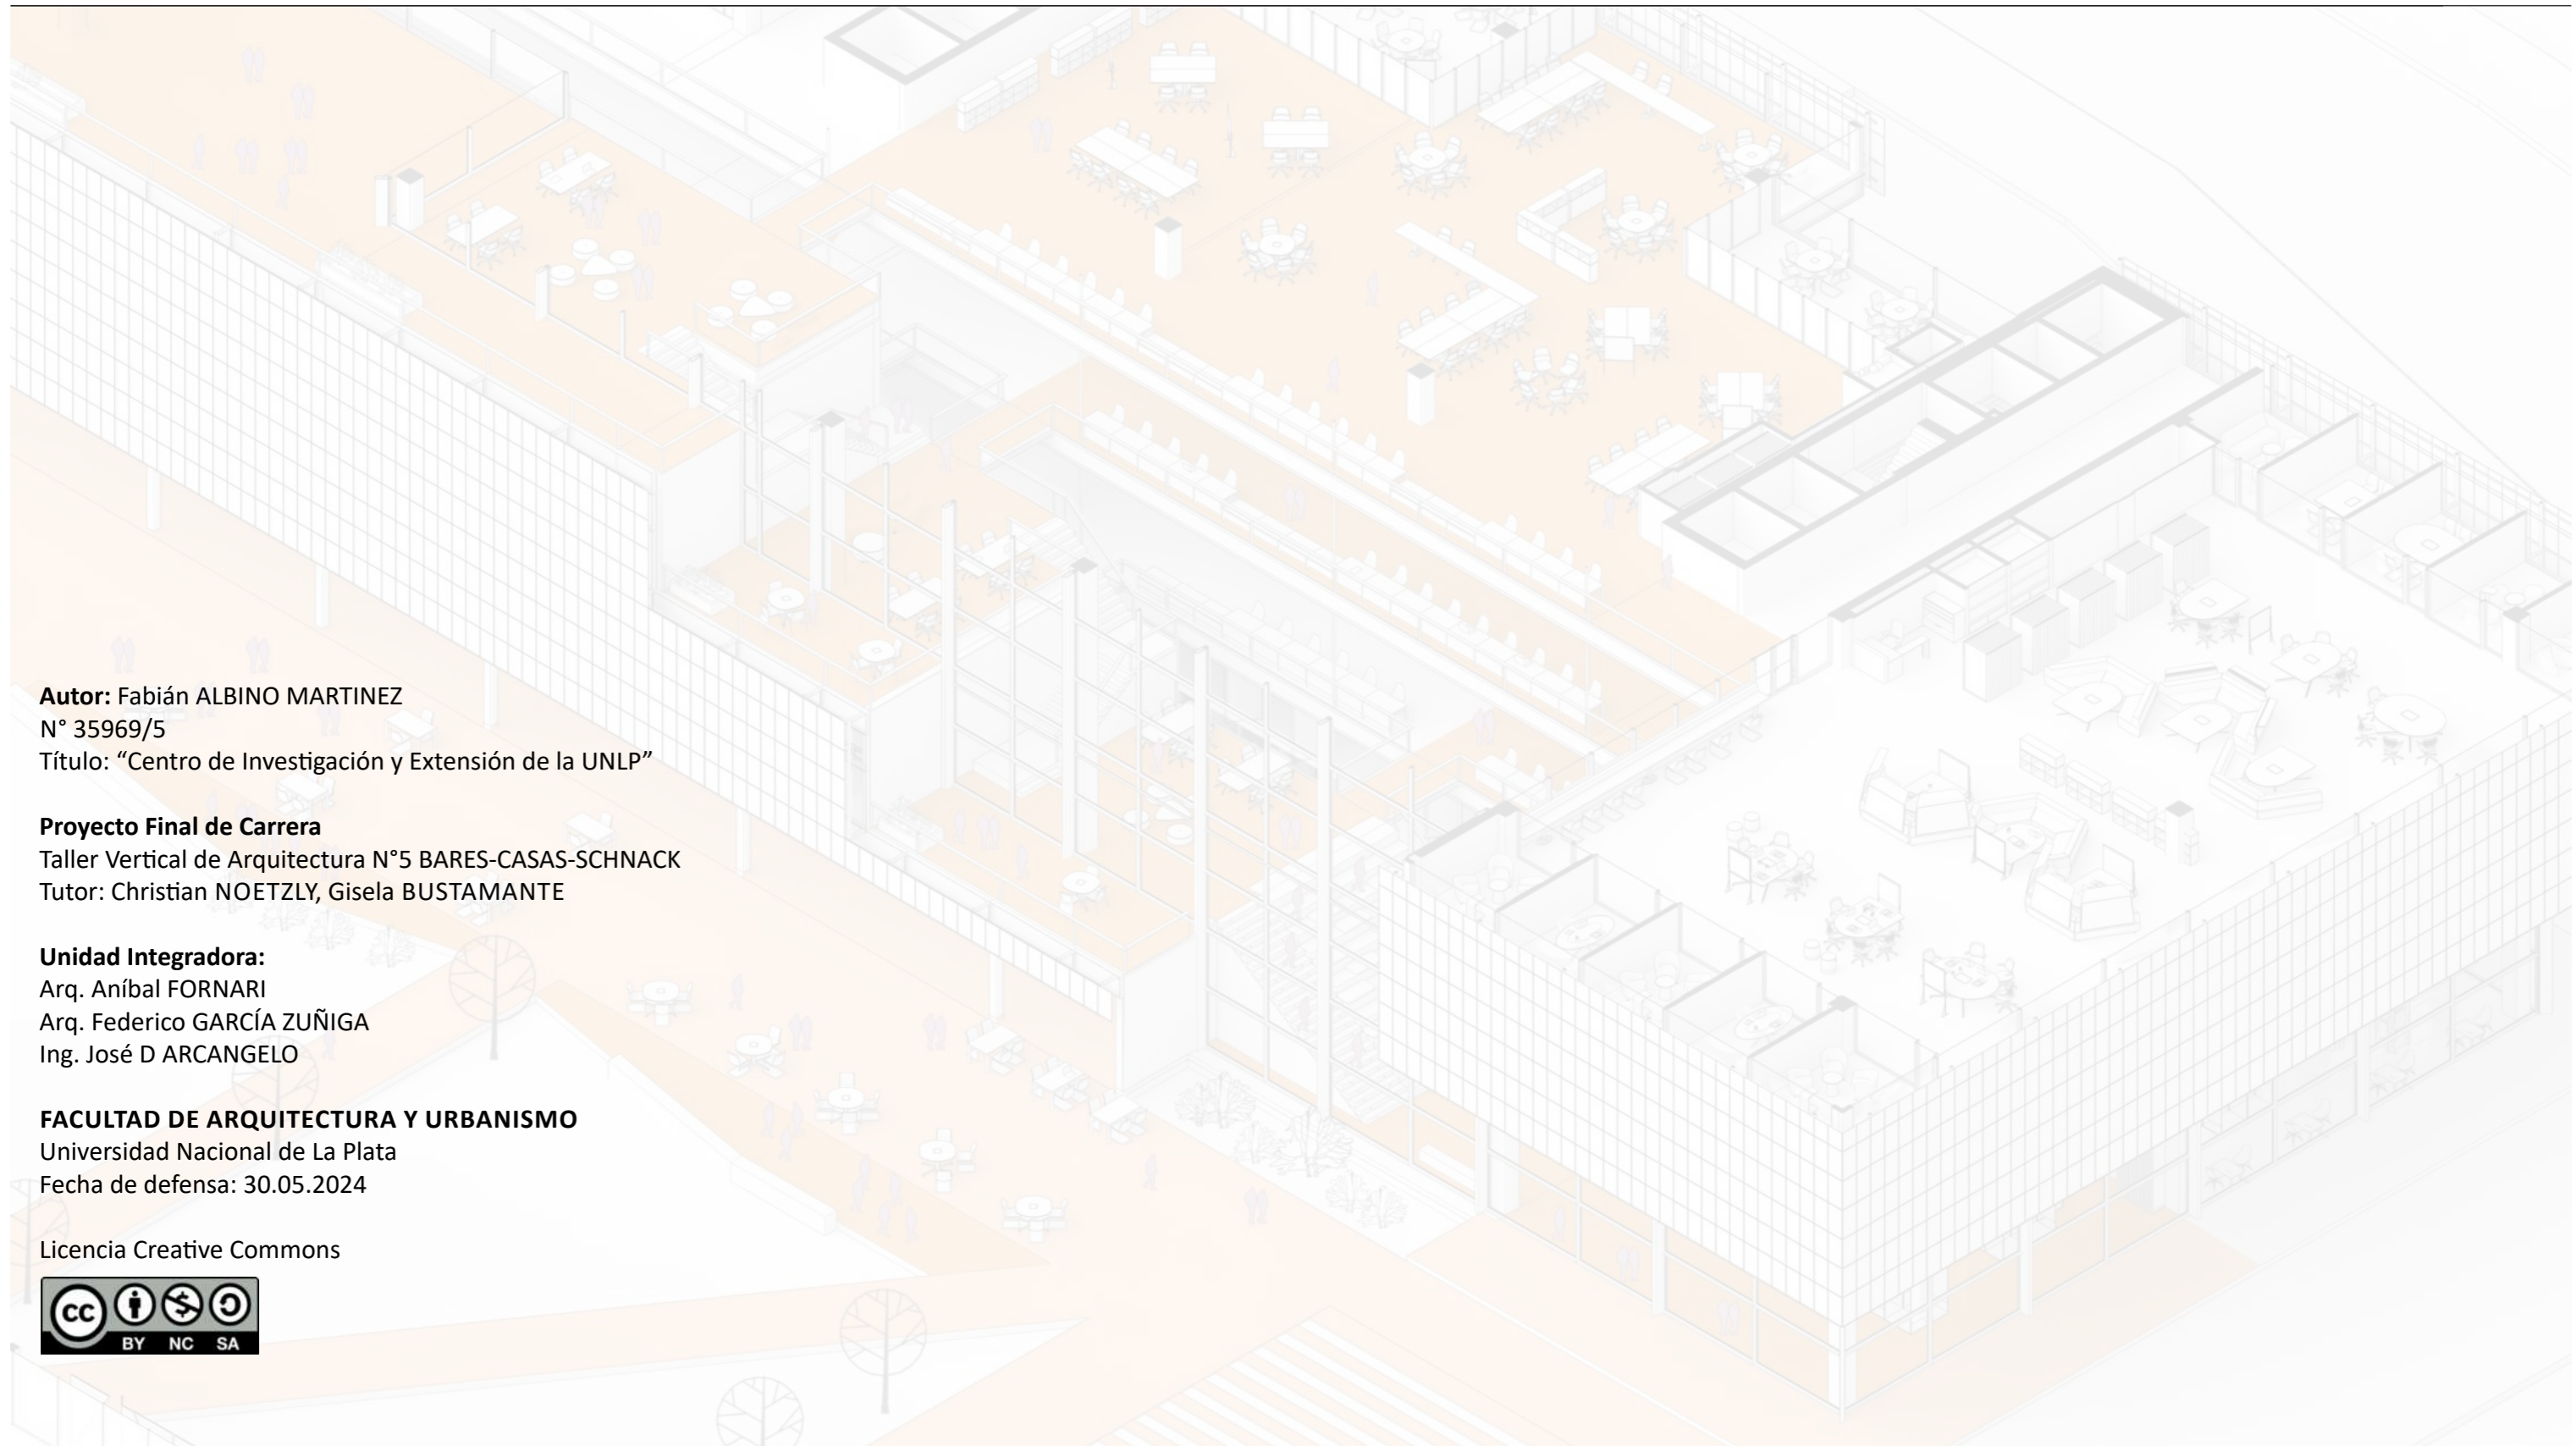 Autor: Fabián ALBINO MARTINEZ
N° 35969/5
Título: “Centro de Investigación y Extensión de la UNLP”
Proyecto Final de Carrera
Taller Vertical de Arquitectura N°5 BARES-CASAS-SCHNACK
Tutor: Christian NOETZLY, Gisela BUSTAMANTE
Unidad Integradora:
Arq. Aníbal FORNARI
Arq. Federico GARCÍA ZUÑIGA
Ing. José D ARCANGELO
FACULTAD DE ARQUITECTURA Y URBANISMO
Universidad Nacional de La Plata
Fecha de defensa: 30.05.2024
Licencia Creative Commons
cc
BY NC SA